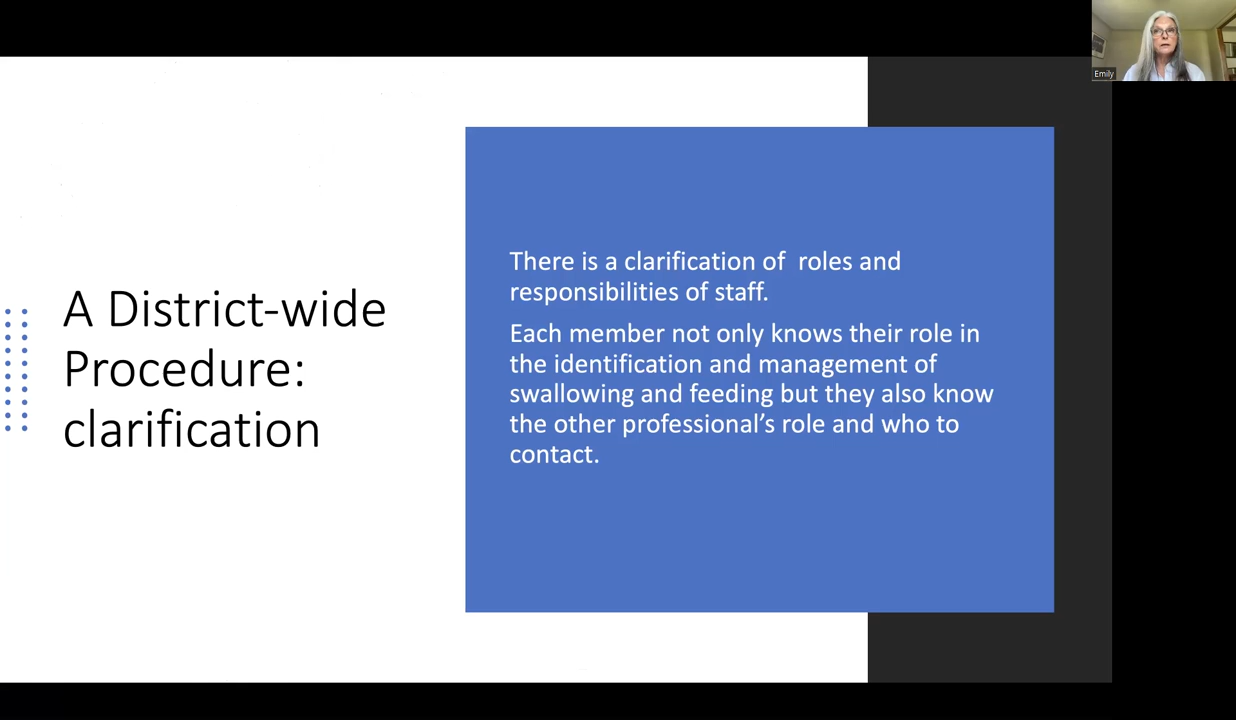 Emily
A District-wide
Procedure:
clarification
There is a clarification of  roles and
responsibilities of staff.
Each member not only knows their role in
the identification and management of
swallowing and feeding but they also know
the other professional’s role and who to
contact.